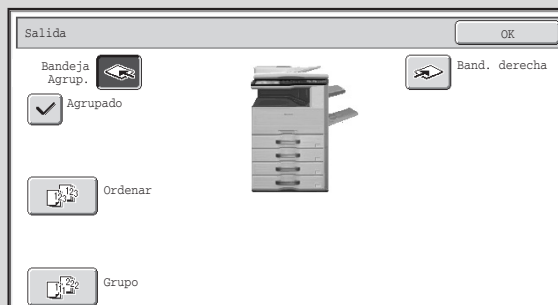 Salida
OK
Bandeja
Agrup.
Band. derecha
Agrupado
Ordenar
Grupo